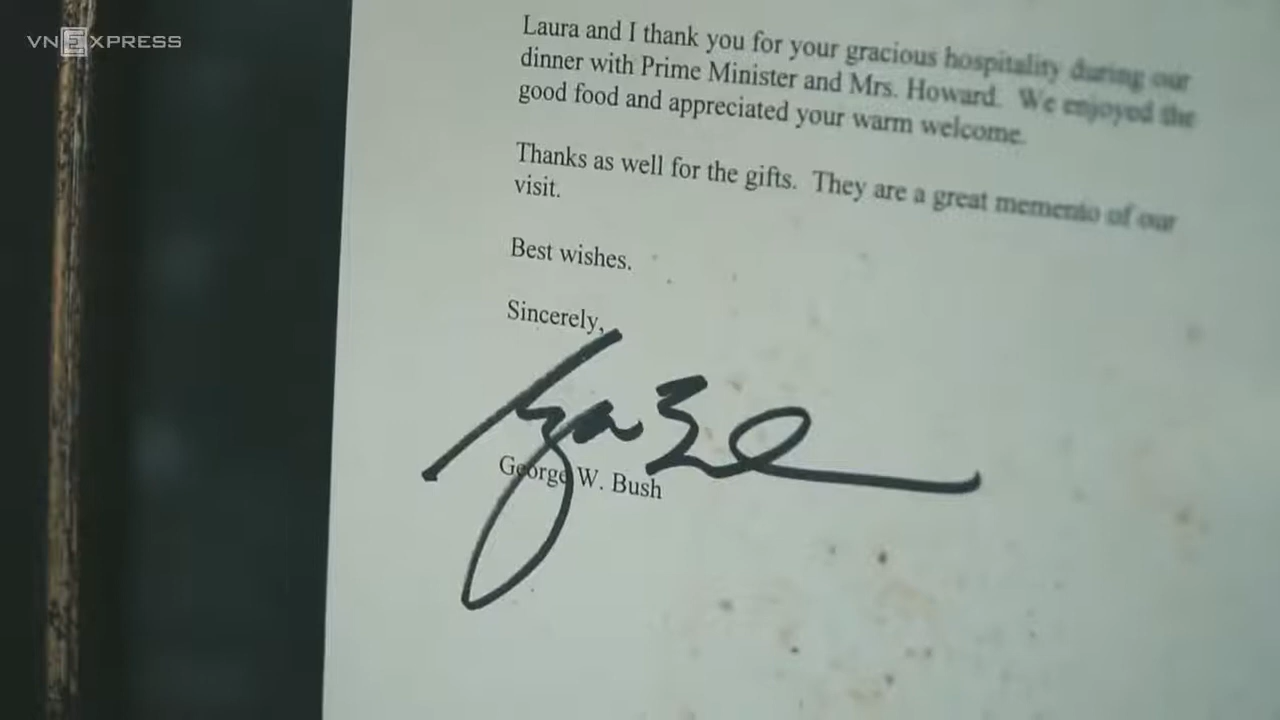 VNEXPRESS
Laura and I thank you for your gracious hospitality during our
dinner with Prime Minister and Mrs. Howard.  We enjoyed the
good food and appreciated your warm welcome.
Thanks as well for the gifts.  They are a great memento of our
visit.
Best wishes.
Sincerely,
George W. Bush